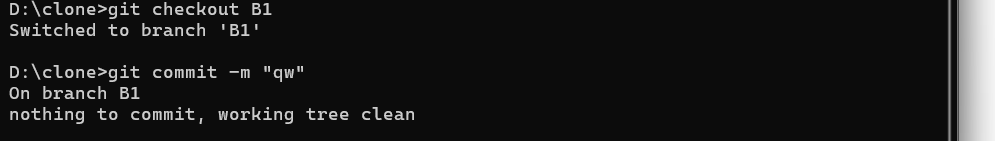 D:\clone>git checkout B1
Switched to branch 'B1'
D:\clone>git commit -m "qw"
On branch B1
nothing to commit, working tree clean